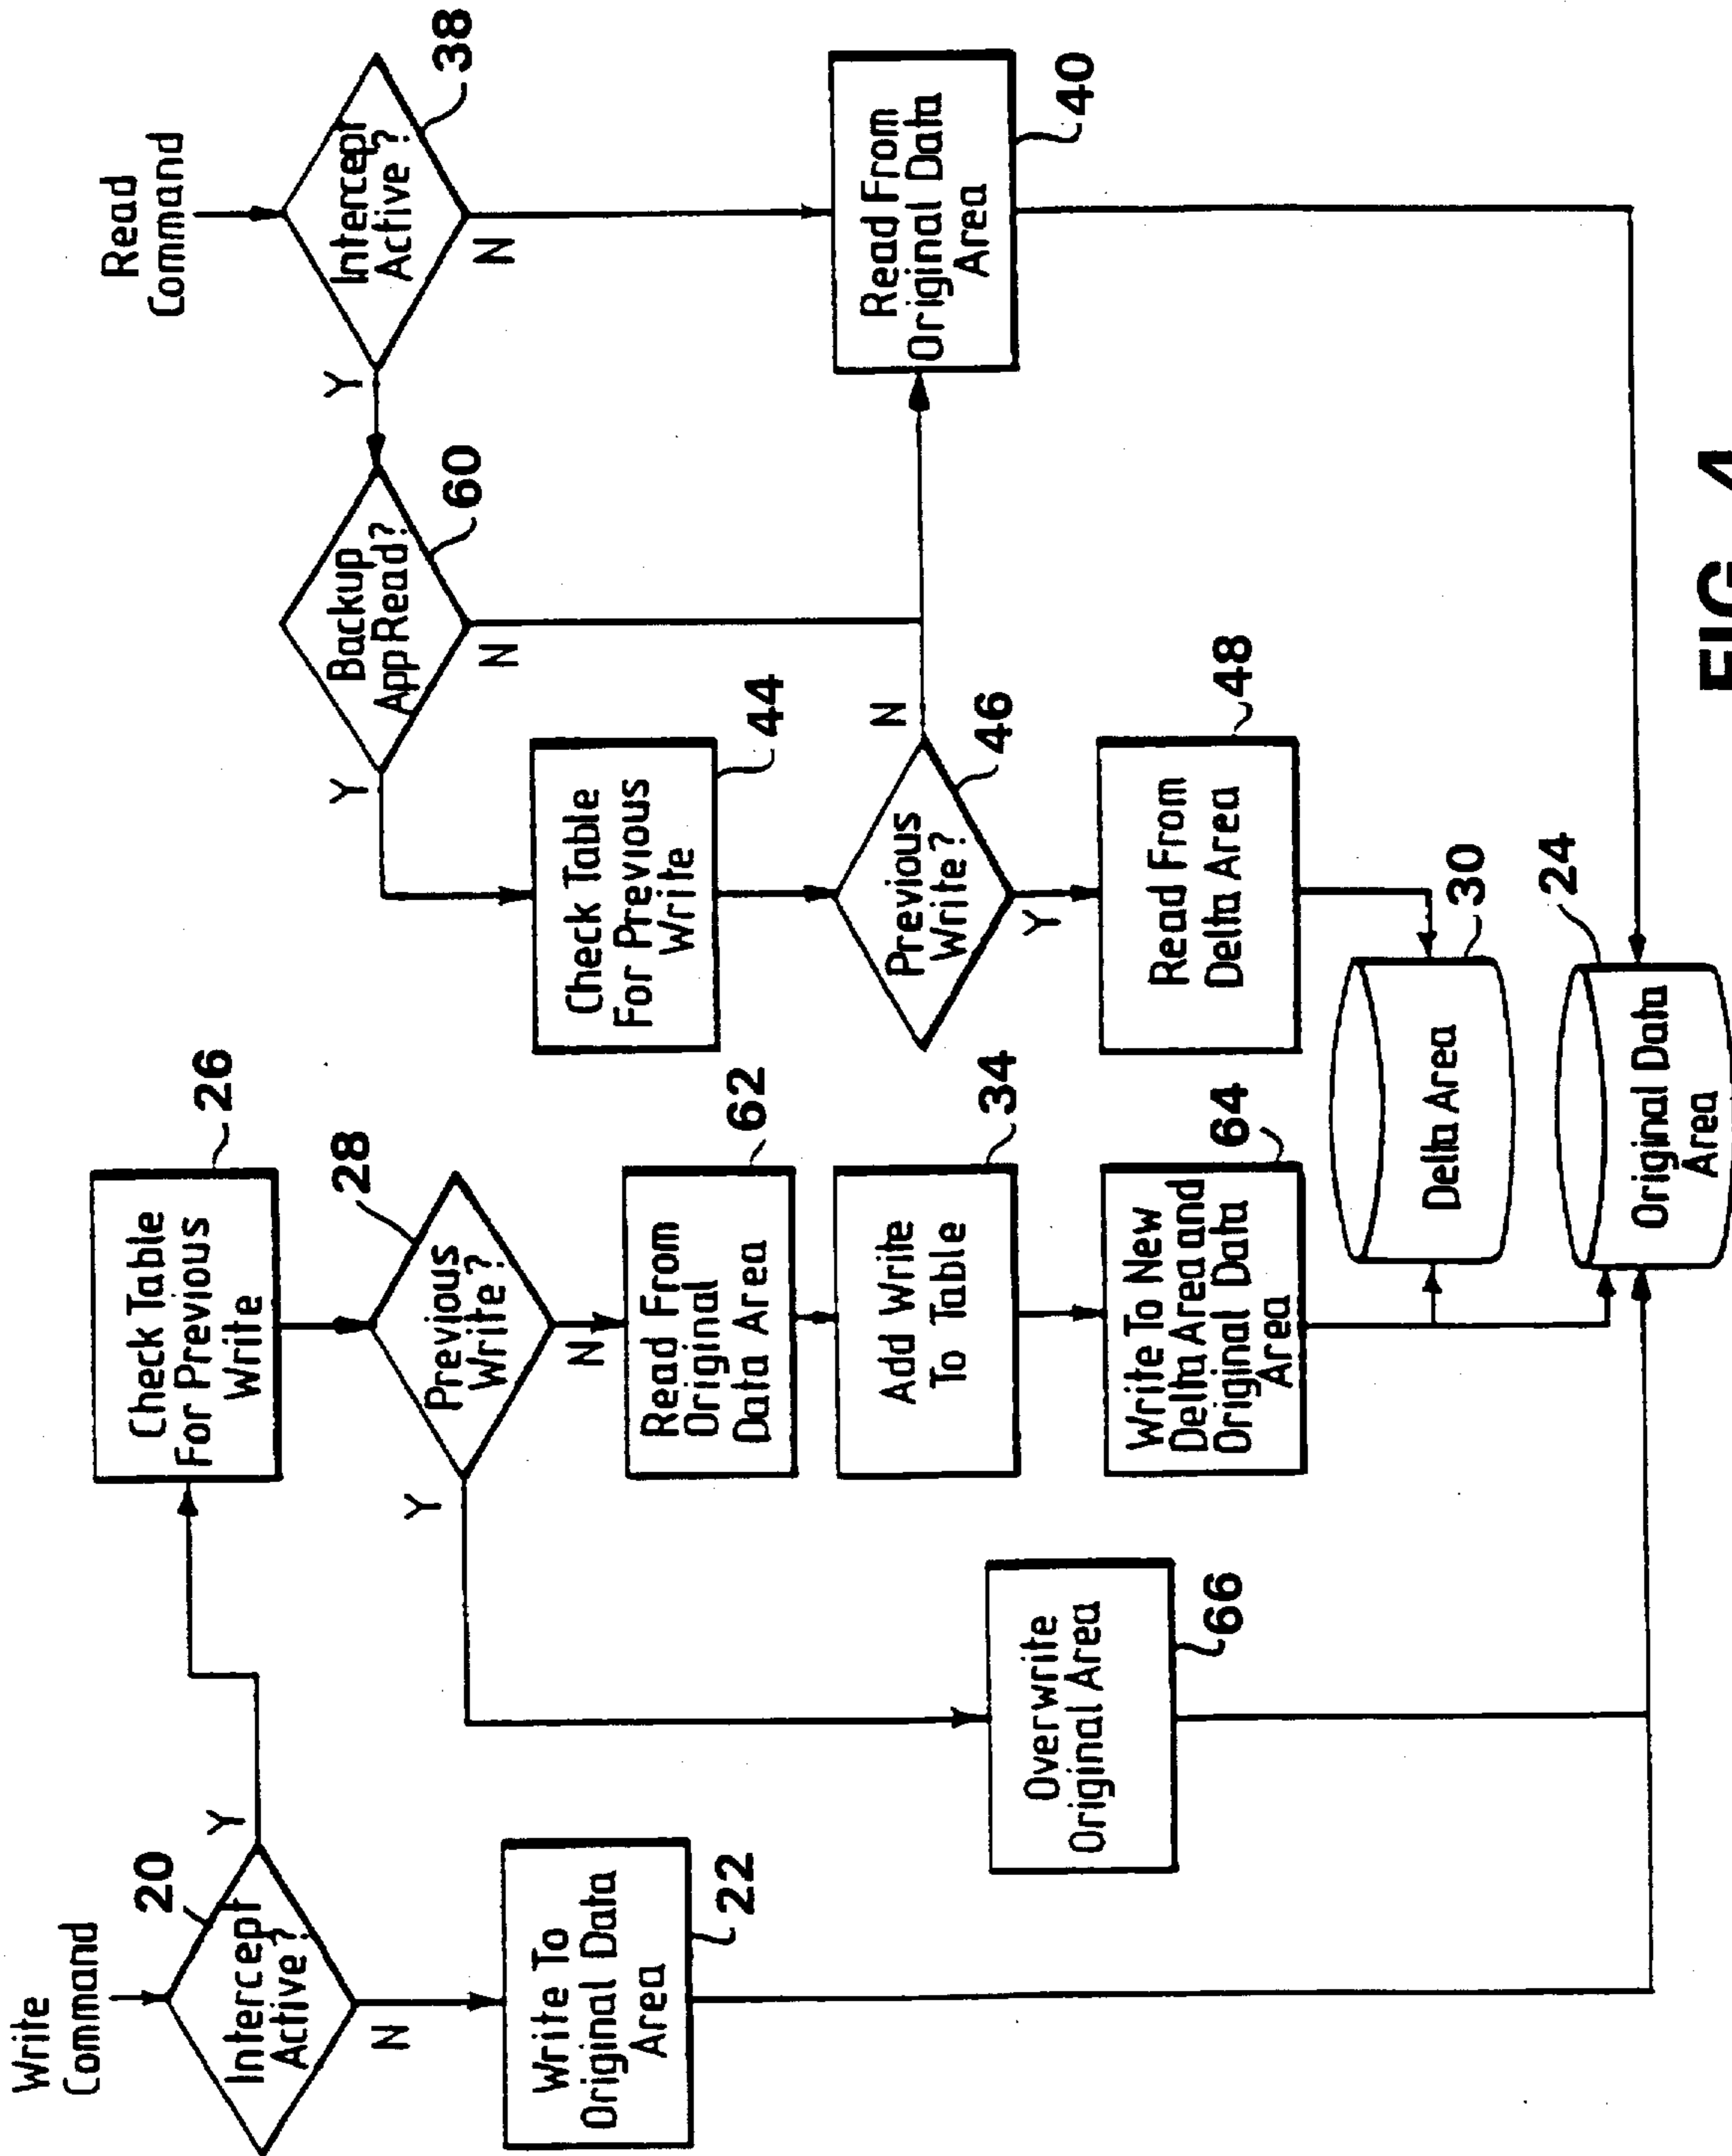 Write
Command
20
Intercept
Active?
Y
N
Write To
Original Data
Area
22
Check Table
For Previous
Write
26
28
Previous
Write?
Y
N
Read From
Original
Data Area
62
Add Write
To Table
34
Write To New
Delta Area and
Original Data
Area
64
Overwrite
Original Area
66
Read
Command
Intercept
Active?
38
Y
N
Backup
App Read?
60
Y
N
Check Table
For Previous
Write
44
Previous
Write?
46
N
Y
Read From
Delta Area
48
Read From
Original Data
Area
40
Delta Area
30
Original Data
Area
24
FIG. 4